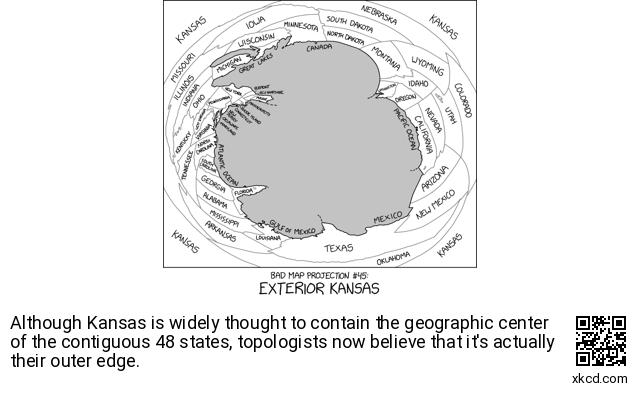 KANSAS
IOWA
NEBRASKA
KANSAS
SOUTH DAKOTA
MINNESOTA
WISCONSIN
NORTH DAKOTA
CANADA
MISSOURI
MICHIGAN
GREAT LAKES
MONTANA
WYOMING
ILLINOIS
INDIANA
OHIO
IDAHO
COLORADO
OREGON
UTAH
NEVADA
CALIFORNIA
PACIFIC OCEAN
KENTUCKY
TENNESSEE
ATLANTIC OCEAN
GEORGIA
FLORIDA
ALABAMA
MISSISSIPPI
ARKANSAS
LOUISIANA
GULF OF MEXICO
MEXICO
ARIZONA
NEW MEXICO
KANSAS
TEXAS
OKLAHOMA
KANSAS
BAD MAP PROJECTION #45:
EXTERIOR KANSAS
Although Kansas is widely thought to contain the geographic center
of the contiguous 48 states, topologists now believe that it's actually
their outer edge.
xkcd.com